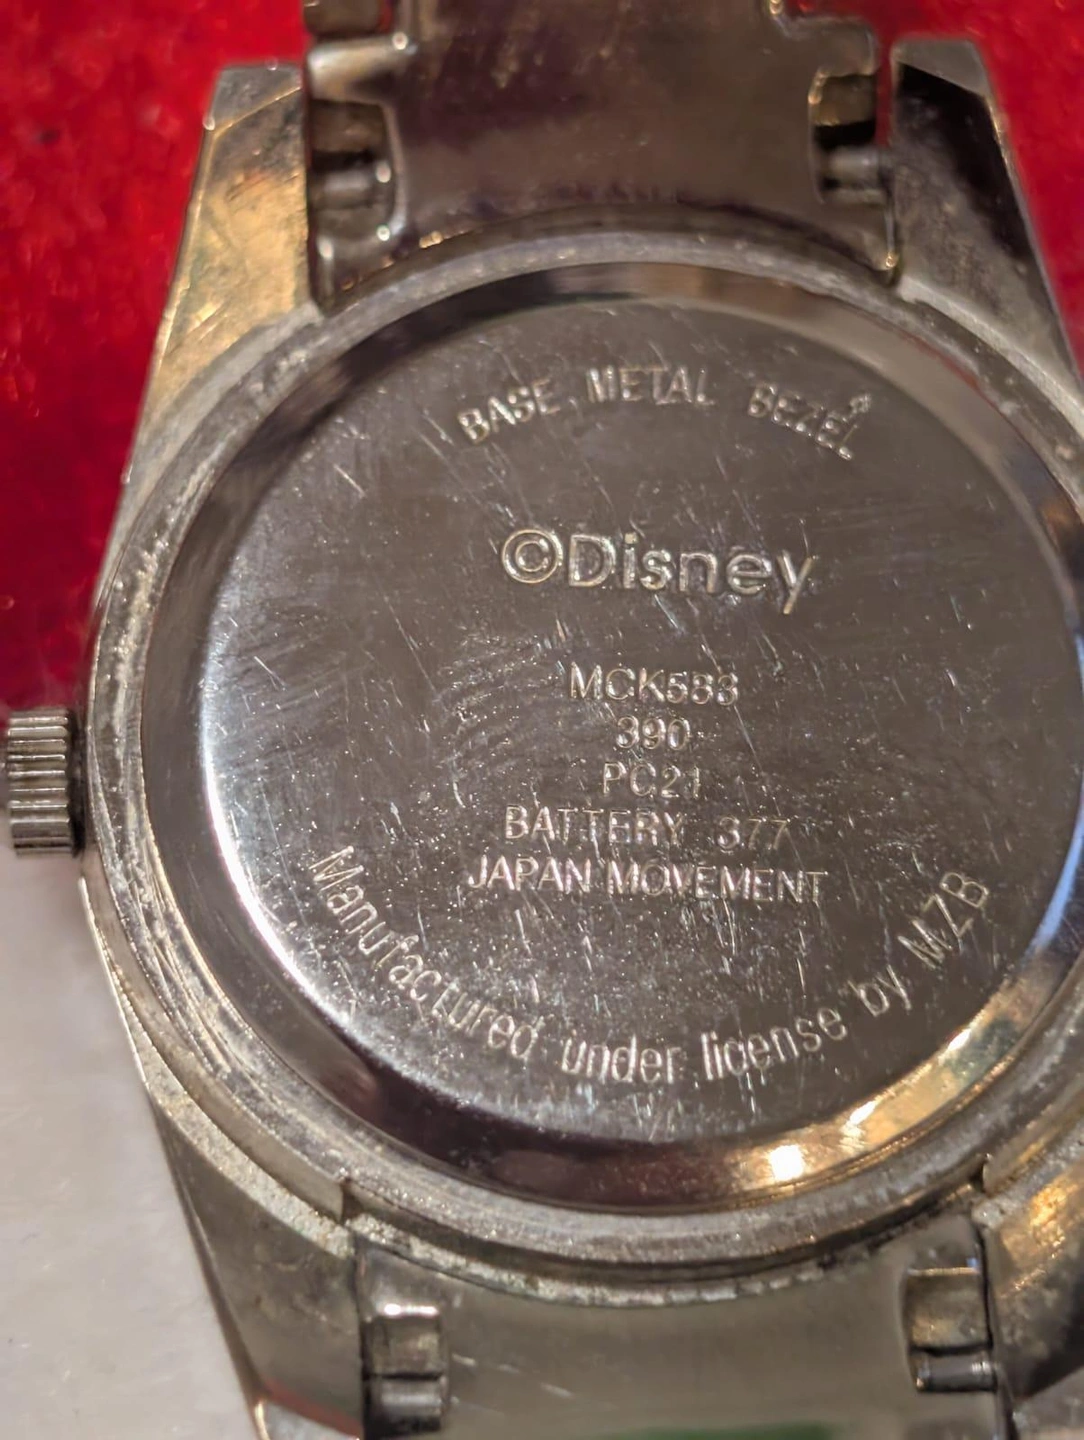 BASE METAL BEZEL
©Disney
MCK583
390
PC21
BATTERY 377
JAPAN MOVEMENT
Manufactured under license by MZB